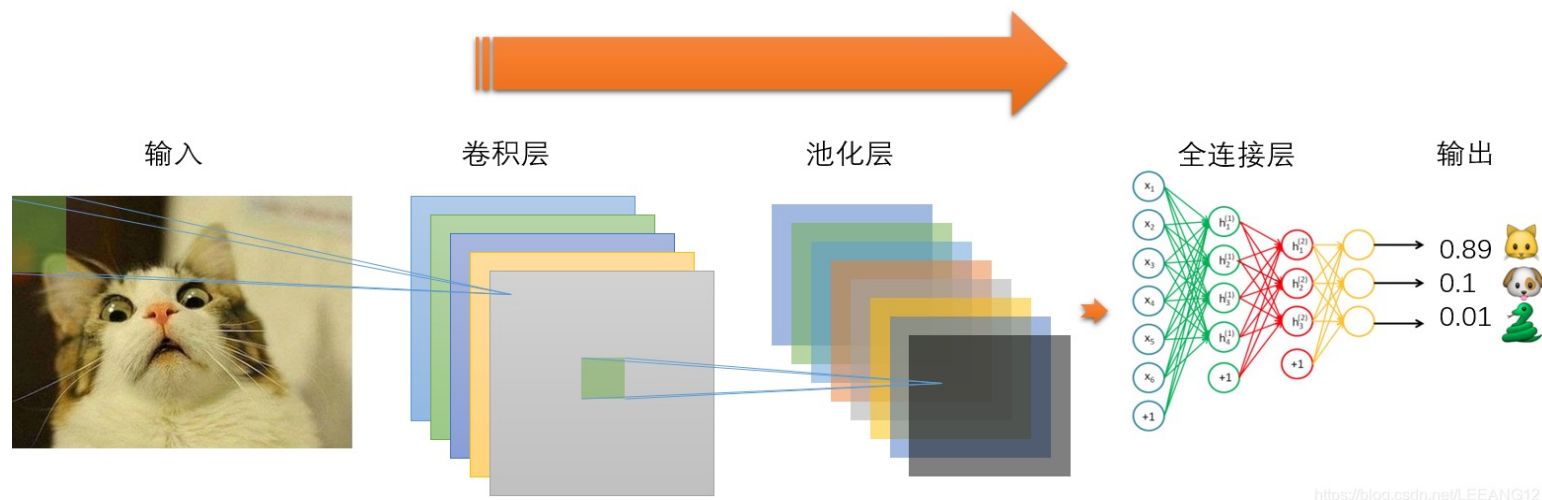 输入
卷积层
池化层
全连接层
输出
x₁
x₂
x₃
x₄
x₅
x₆
+1
h₁⁽¹⁾
h₂⁽¹⁾
h₃⁽¹⁾
h₄⁽¹⁾
+1
h₁⁽²⁾
h₂⁽²⁾
h₃⁽²⁾
+1
0.89
0.1
0.01
https://blog.csdn.net/LEEANG12